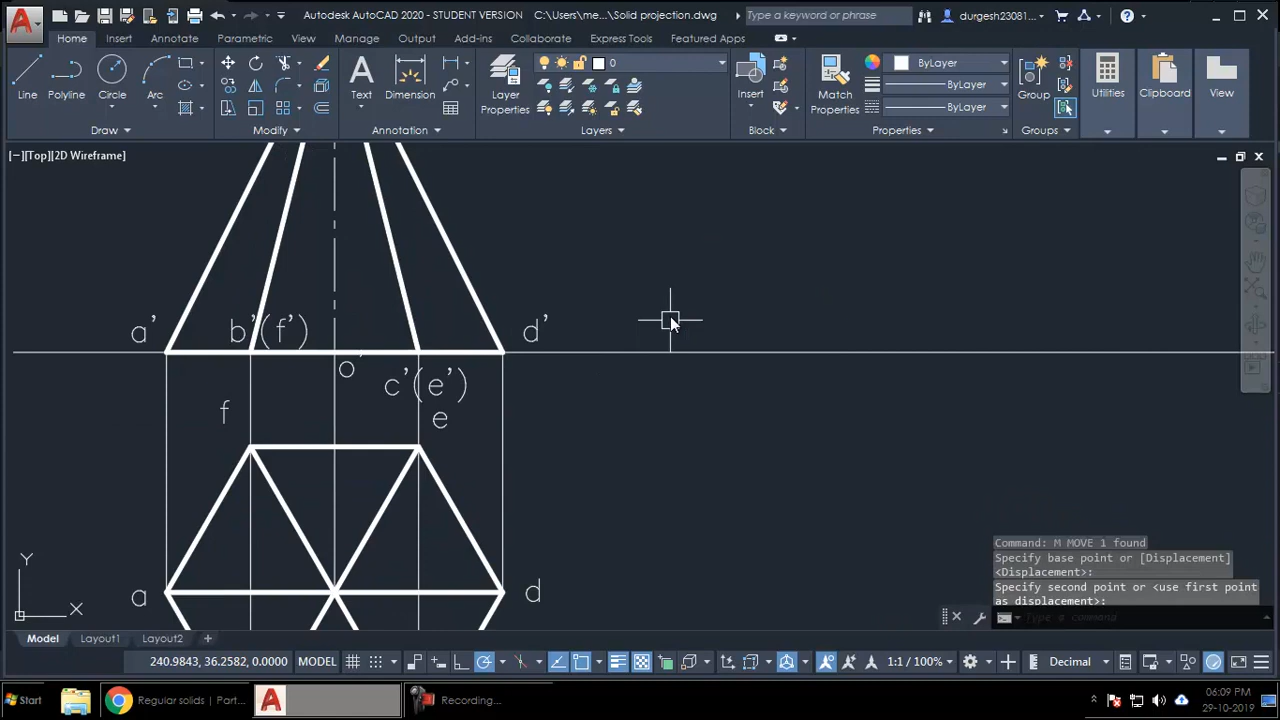 Autodesk AutoCAD 2020 - STUDENT VERSION C:\Users\me...\Solid projection.dwg
Type a keyword or phrase
durgesh23081...
Home Insert Annotate Parametric View Manage Output Add-ins Collaborate Express Tools Featured Apps
0
ByLayer
ByLayer
ByLayer
Line Polyline Circle Arc
Text Dimension
Layer Properties
Insert
Match Properties
Group
Utilities
Clipboard
View
Draw Modify Annotation Layers Block Properties Groups
[−][Top][2D Wireframe]
a' b'(f') d'
o'
c'(e')
f e
a d
Y
X
Command: M MOVE 1 found
Specify base point or [Displacement]
<Displacement>:
Specify second point or <use first point
as displacement>:
Type a command
Model Layout1 Layout2 +
240.9843, 36.2582, 0.0000 MODEL 1:1 / 100% Decimal
Start
Regular solids | Part...
Recording...
06:09 PM
29-10-2019